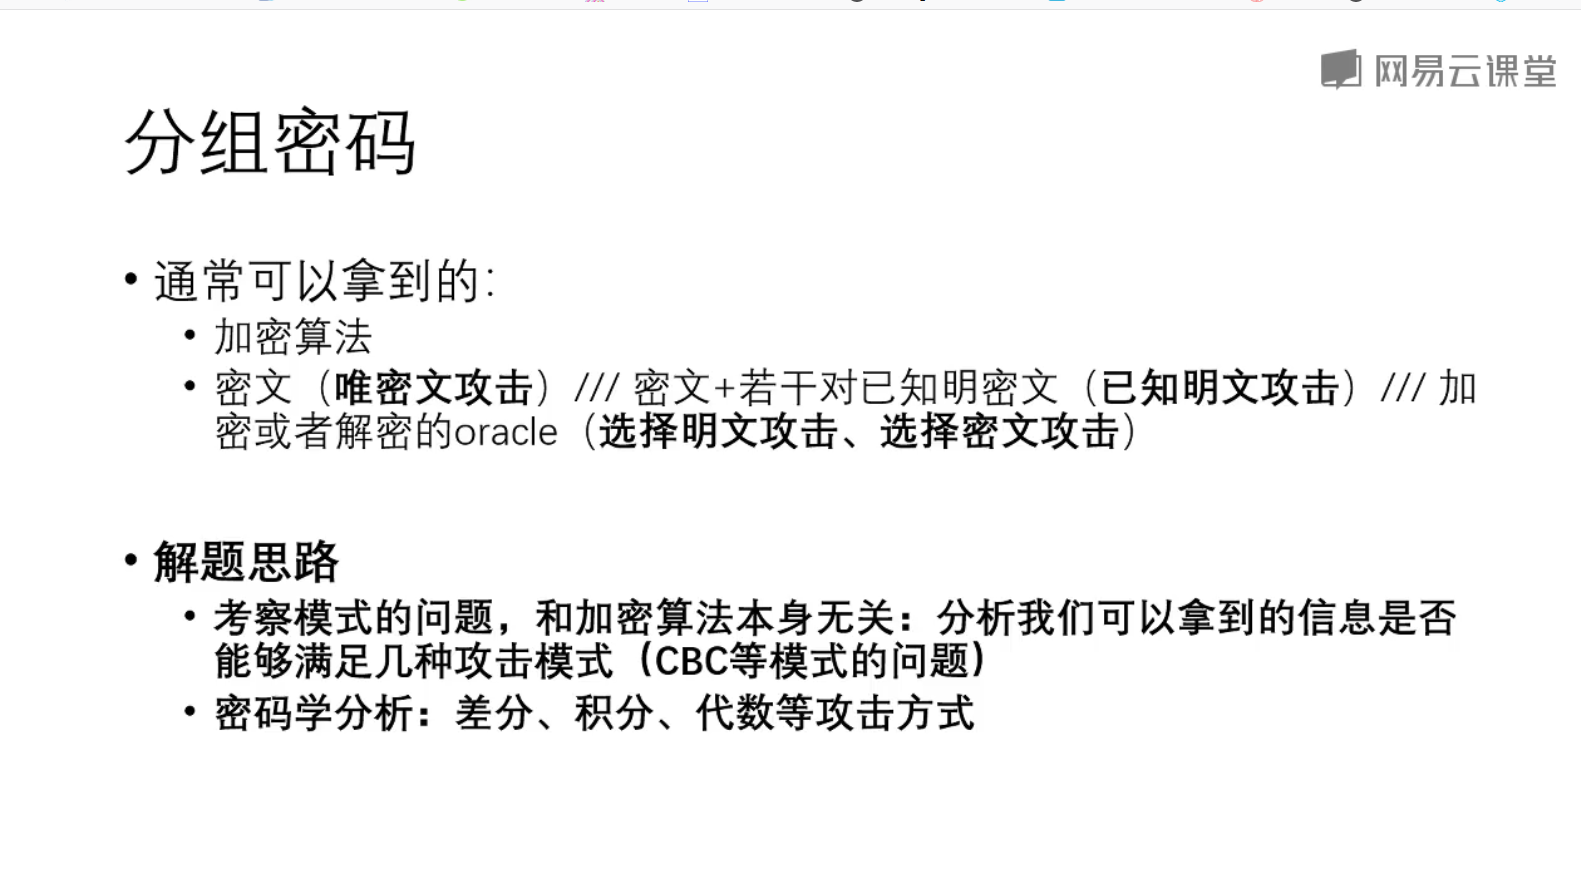 网易云课堂
分组密码
• 通常可以拿到的：
• 加密算法
• 密文（唯密文攻击）/// 密文+若干对已知明密文（已知明文攻击）/// 加
密或者解密的oracle（选择明文攻击、选择密文攻击）
• 解题思路
• 考察模式的问题，和加密算法本身无关：分析我们可以拿到的信息是否
能够满足几种攻击模式（CBC等模式的问题）
• 密码学分析：差分、积分、代数等攻击方式